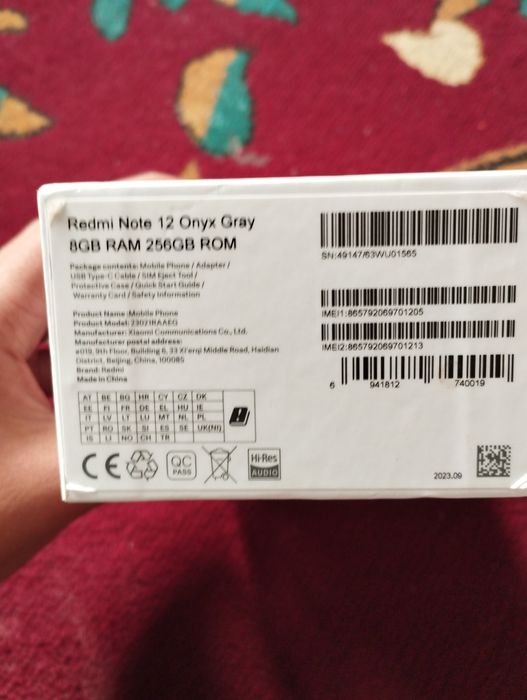 Redmi Note 12 Onyx Gray
8GB RAM 256GB ROM
Package contents: Mobile Phone / Adapter /
USB Type-C Cable / SIM Eject Tool /
Protective Case / Quick Start Guide /
Warranty Card / Safety Information
Product Name:Mobile Phone
Product Model:23021RAAEG
Manufacturer: Xiaomi Communications Co., Ltd.
Manufacturer postal address:
#019, 9th Floor, Building 6, 33 Xi'erqi Middle Road, Haidian
District, Beijing, China, 100085
Brand: Redmi
Made in China
AT BE BG HR CY CZ DK
EE FI FR DE EL HU IE
IT LV LT LU MT NL PL
PT RO SK SI ES SE UK(NI)
IS LI NO CH TR
CE
QC
PASS
Hi-Res
AUDIO
SN:49147/63WU01565
IMEI1:865792069701205
IMEI2:865792069701213
6 941812 740019
2023.09